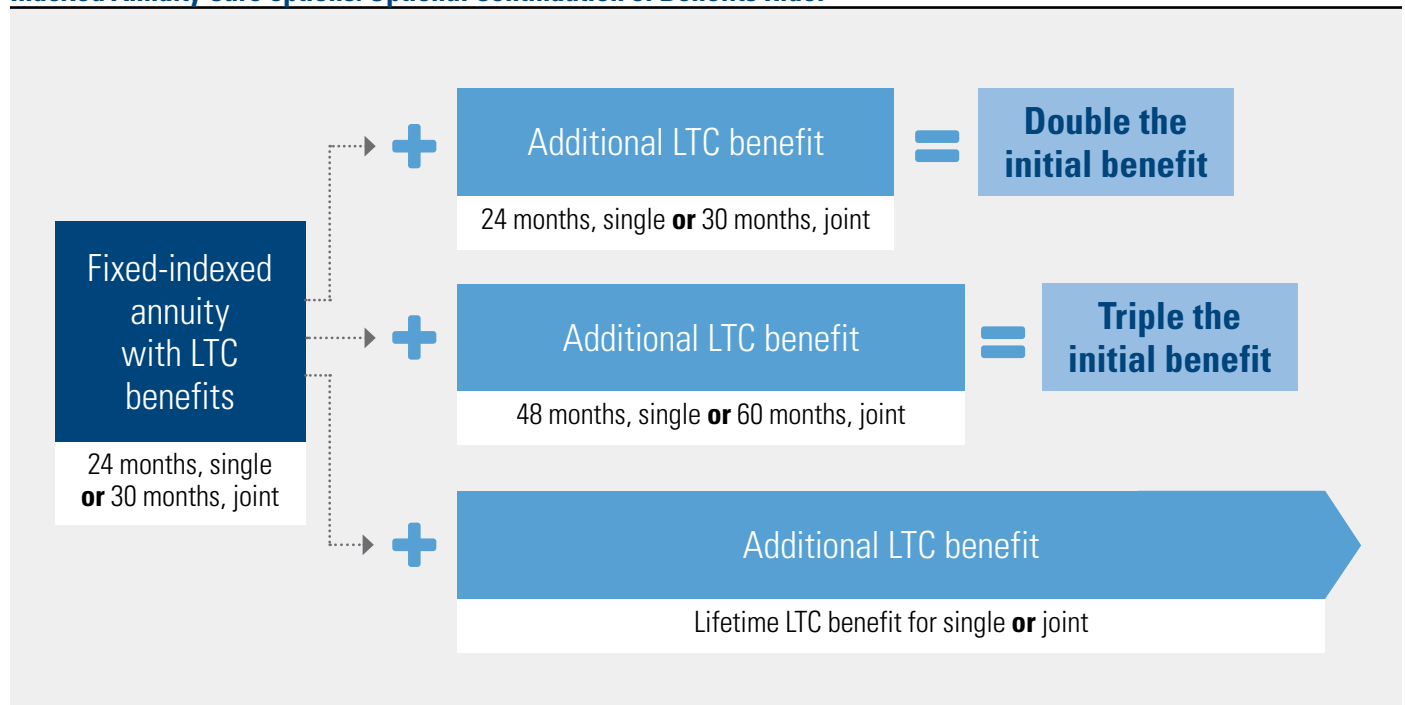 Additional LTC benefit
Double the
initial benefit
24 months, single or 30 months, joint
Fixed-indexed
annuity
with LTC
benefits
24 months, single
or 30 months, joint
Additional LTC benefit
Triple the
initial benefit
48 months, single or 60 months, joint
Additional LTC benefit
Lifetime LTC benefit for single or joint